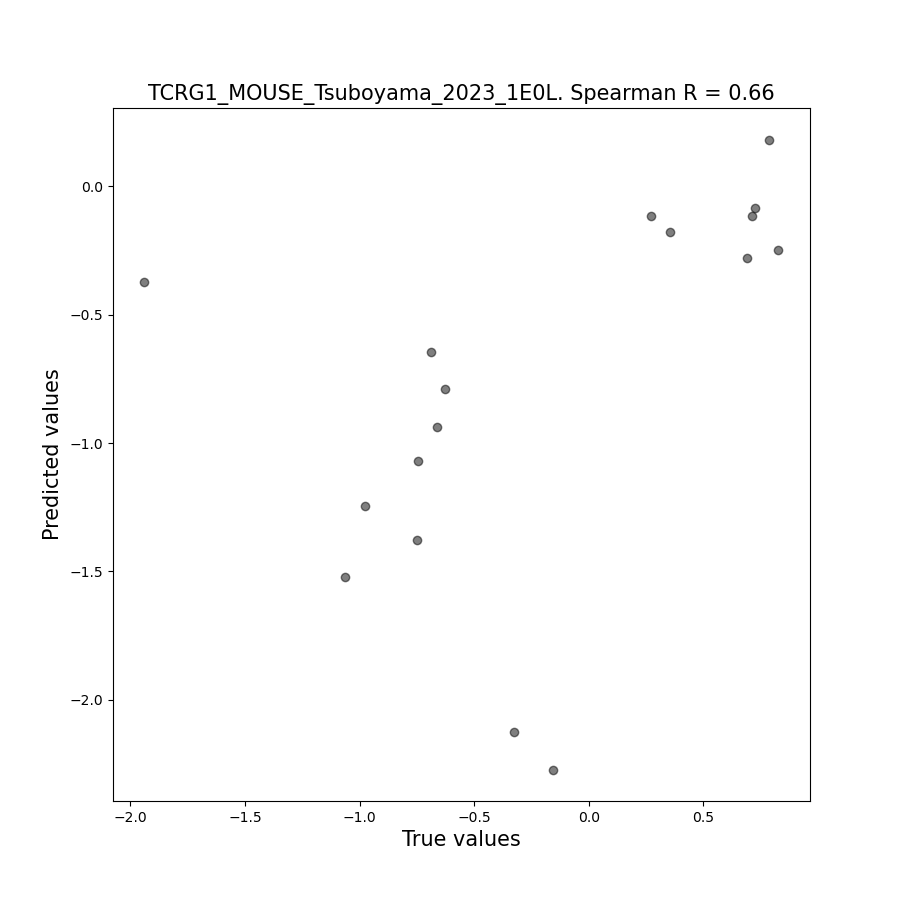 TCRG1_MOUSE_Tsuboyama_2023_1E0L. Spearman R = 0.66
0.0
−0.5
−1.0
−1.5
−2.0
Predicted values
−2.0 −1.5 −1.0 −0.5 0.0 0.5
True values